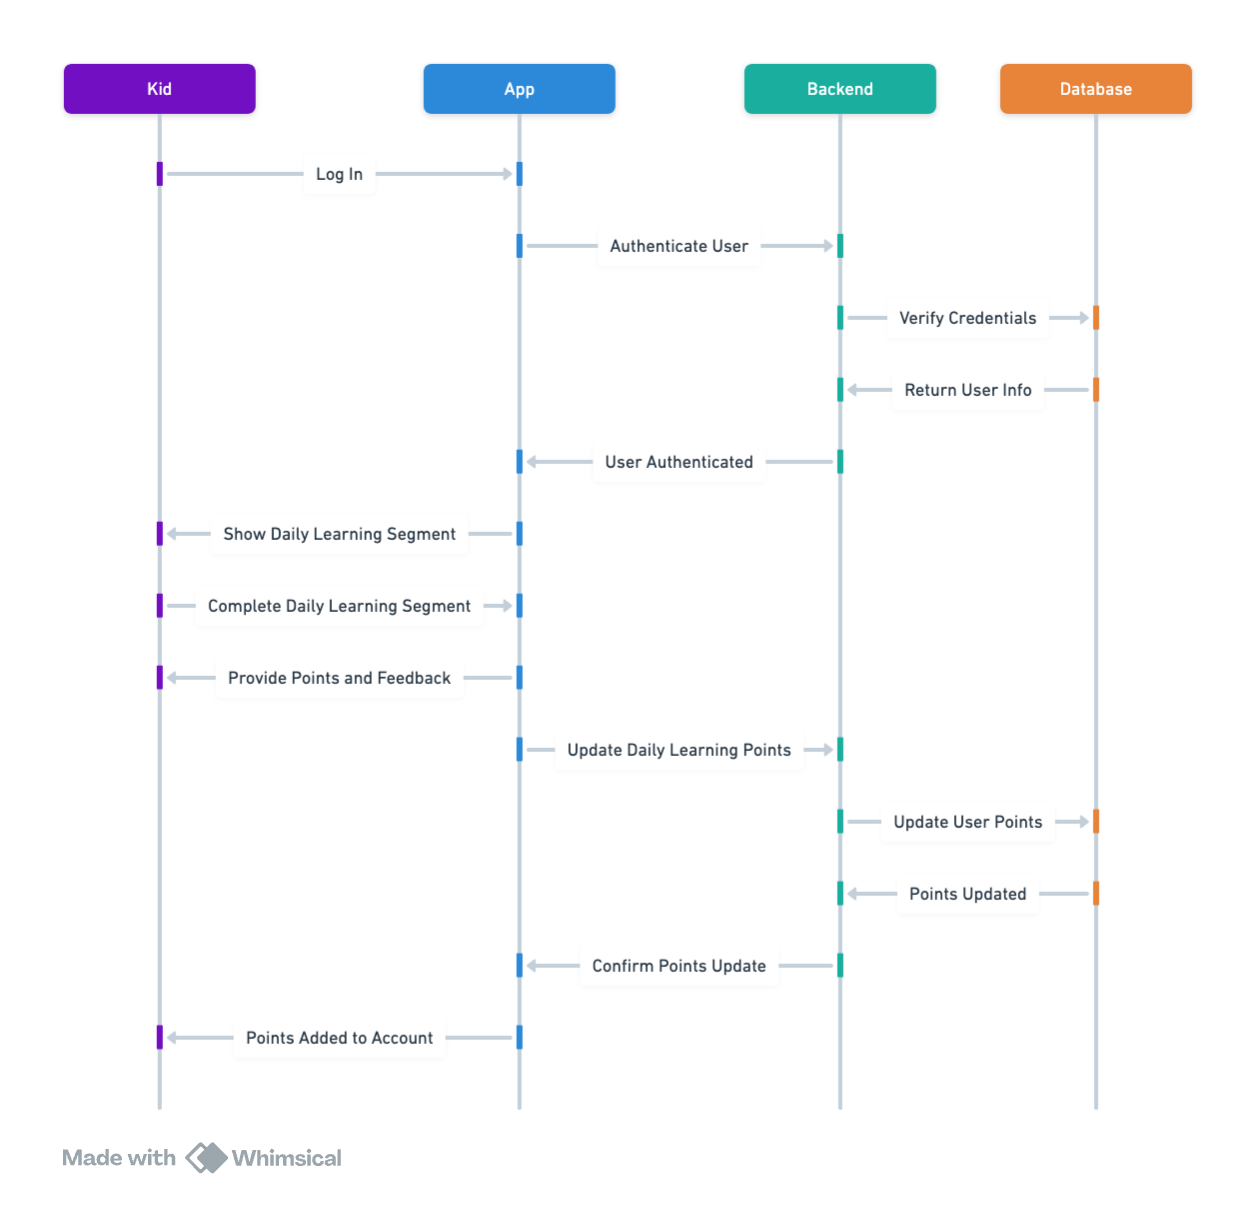 Kid
App
Backend
Database
Log In
Authenticate User
Verify Credentials
Return User Info
User Authenticated
Show Daily Learning Segment
Complete Daily Learning Segment
Provide Points and Feedback
Update Daily Learning Points
Update User Points
Points Updated
Confirm Points Update
Points Added to Account
Made with Whimsical